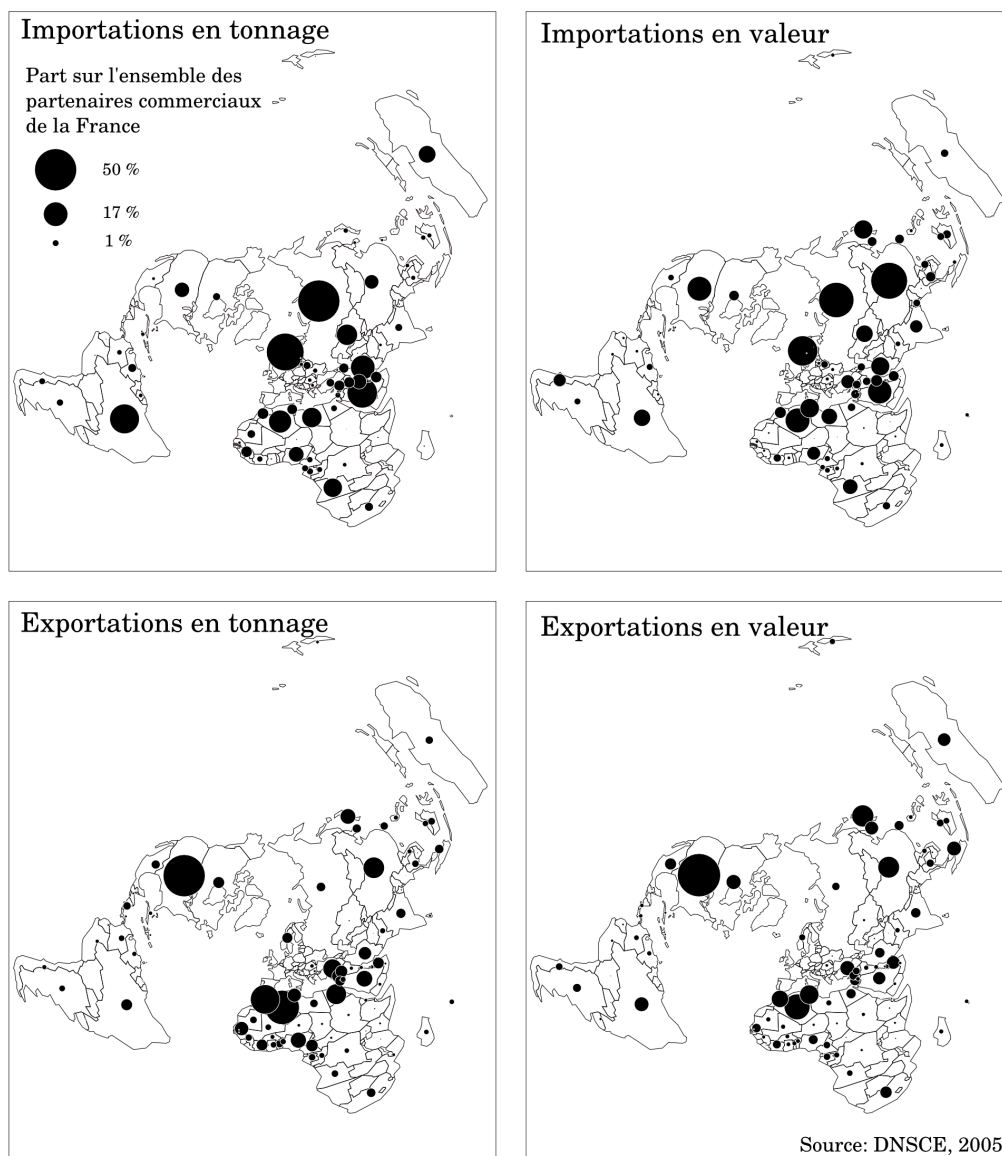 Importations en tonnage
Part sur l'ensemble des
partenaires commerciaux
de la France
50 %
17 %
1 %
Importations en valeur
Exportations en tonnage
Exportations en valeur
Source: DNSCE, 2005